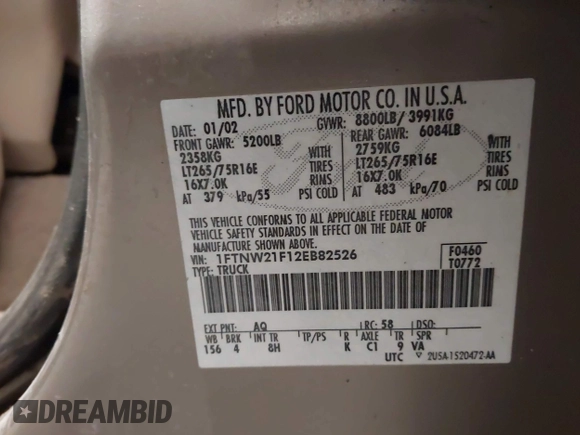 MFD. BY FORD MOTOR CO. IN U.S.A.
DATE: 01/02 GVWR: 8800LB/ 3991KG
FRONT GAWR: 5200LB REAR GAWR: 6084LB
2358KG WITH 2759KG WITH
LT265/75R16E TIRES LT265/75R16E TIRES
16X7.0K RIMS 16X7.0K RIMS
AT 379 kPa/55 PSI COLD AT 483 kPa/70 PSI COLD
THIS VEHICLE CONFORMS TO ALL APPLICABLE FEDERAL MOTOR
VEHICLE SAFETY STANDARDS IN EFFECT ON THE DATE OF
MANUFACTURE SHOWN ABOVE.
VIN: 1FTNW21F12EB82526 F0460
TYPE: TRUCK T0772
EXT PNT: AQ RC: 58 DSO:
WB BRK INT TR TP/PS R AXLE TR SPR
156 4 8H K C1 9 VA
UTC 2USA-1520472-AA
DREAMBID